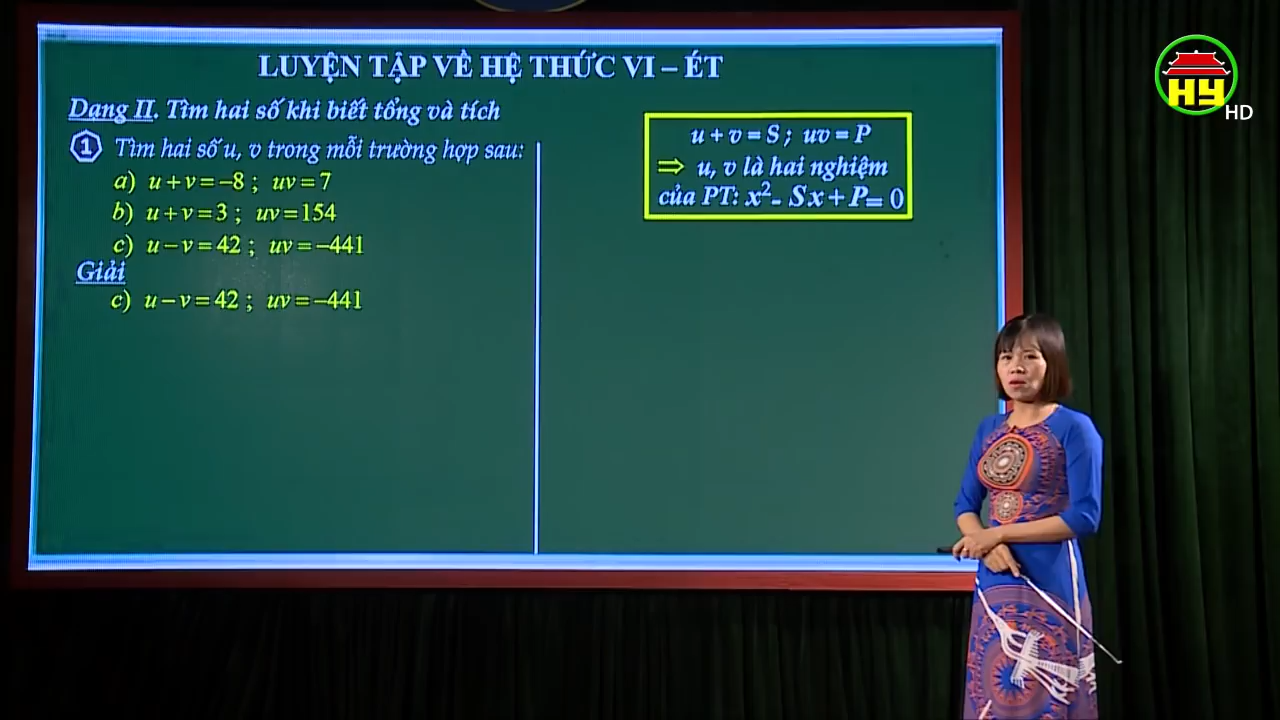 LUYỆN TẬP VỀ HỆ THỨC VI – ÉT
Dạng II. Tìm hai số khi biết tổng và tích
1 Tìm hai số u, v trong mỗi trường hợp sau:
a) u + v = –8 ; uv = 7
b) u + v = 3 ; uv = 154
c) u – v = 42 ; uv = –441
Giải
c) u – v = 42 ; uv = –441
u + v = S ; uv = P
⇒ u, v là hai nghiệm
của PT: x² - Sx + P = 0
HY
HD